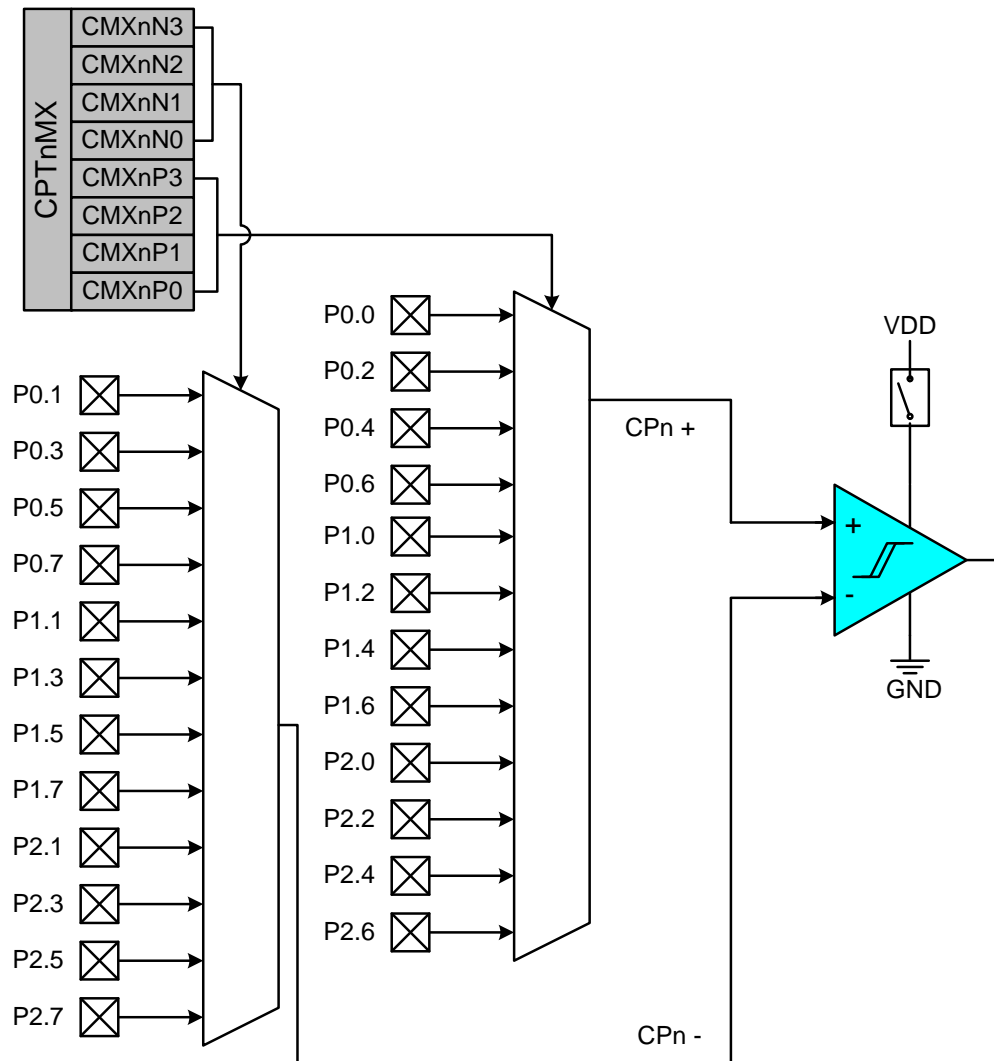 CPTnMX
CMXnN3
CMXnN2
CMXnN1
CMXnN0
CMXnP3
CMXnP2
CMXnP1
CMXnP0
P0.1
P0.3
P0.5
P0.7
P1.1
P1.3
P1.5
P1.7
P2.1
P2.3
P2.5
P2.7
P0.0
P0.2
P0.4
P0.6
P1.0
P1.2
P1.4
P1.6
P2.0
P2.2
P2.4
P2.6
CPn +
CPn -
VDD
+
-
GND